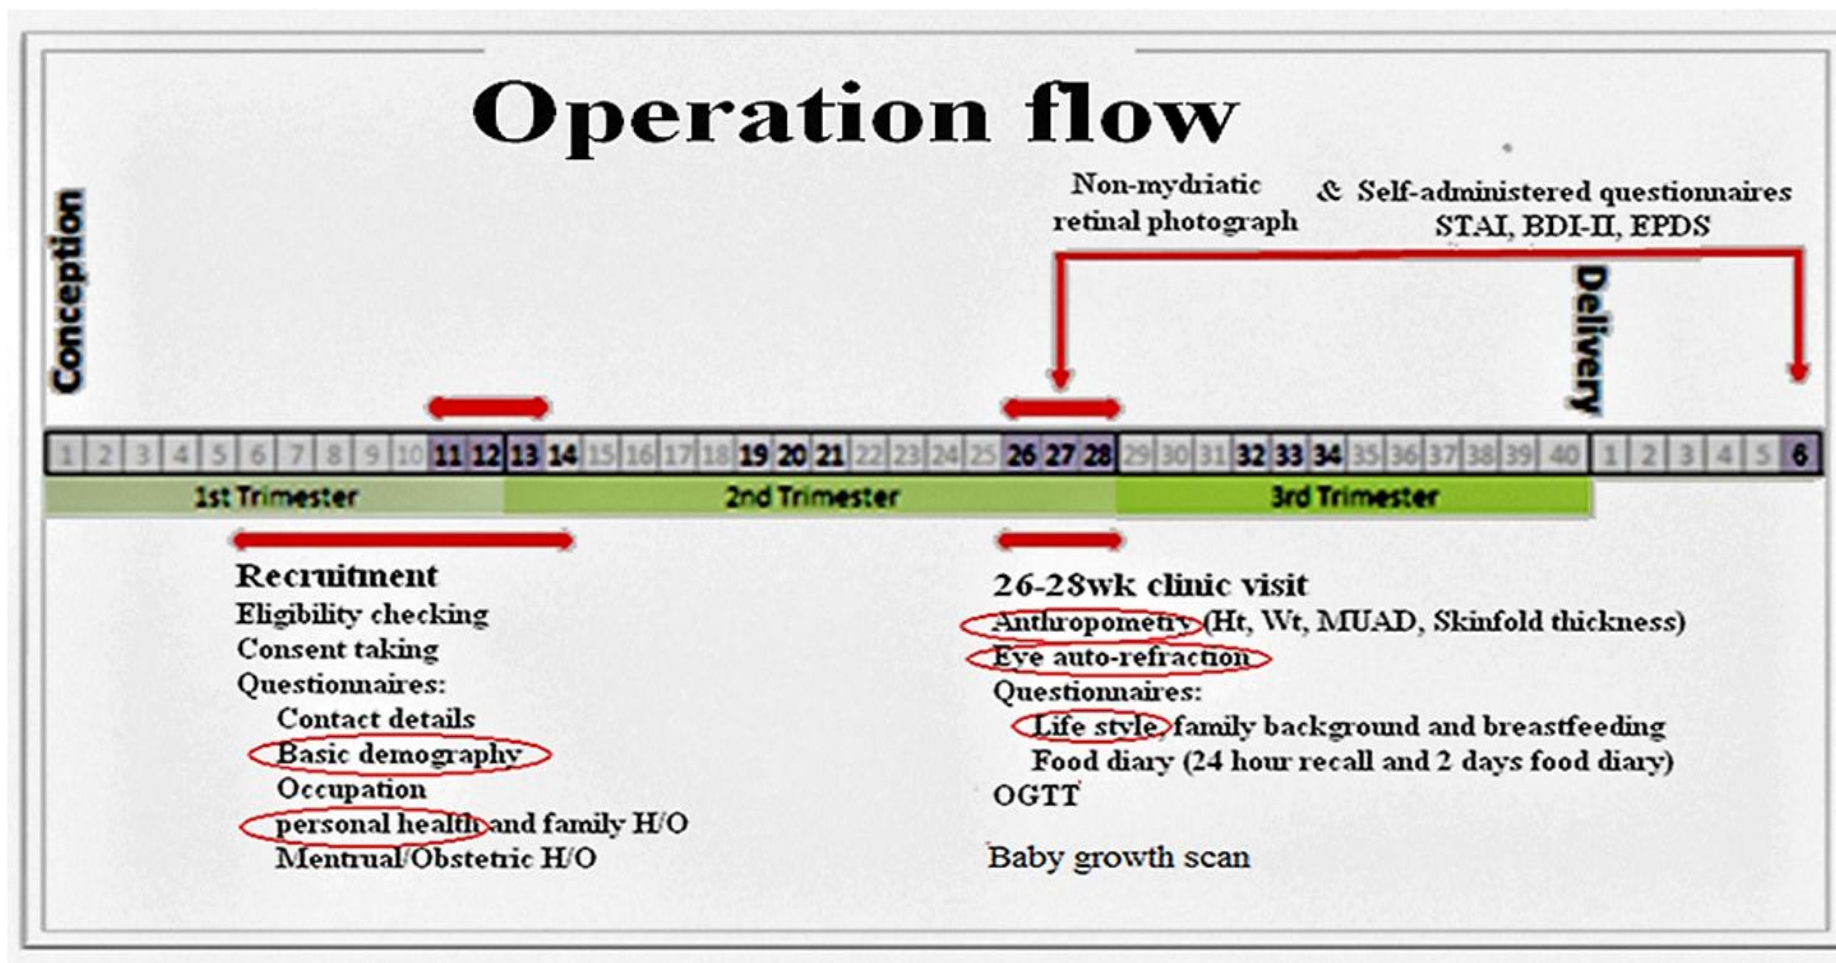 Operation flow
Non-mydriatic
retinal photograph
& Self-administered questionnaires
STAI, BDI-II, EPDS
Conception
Delivery
1 2 3 4 5 6 7 8 9 10 11 12 13 14 15 16 17 18 19 20 21 22 23 24 25 26 27 28 29 30 31 32 33 34 35 36 37 38 39 40 1 2 3 4 5 6
1st Trimester 2nd Trimester 3rd Trimester
Recruitment
Eligibility checking
Consent taking
Questionnaires:
Contact details
Basic demography
Occupation
personal health and family H/O
Mentrual/Obstetric H/O
26-28wk clinic visit
Anthropometry (Ht, Wt, MUAD, Skinfold thickness)
Eye auto-refraction
Questionnaires:
Life style, family background and breastfeeding
Food diary (24 hour recall and 2 days food diary)
OGTT
Baby growth scan